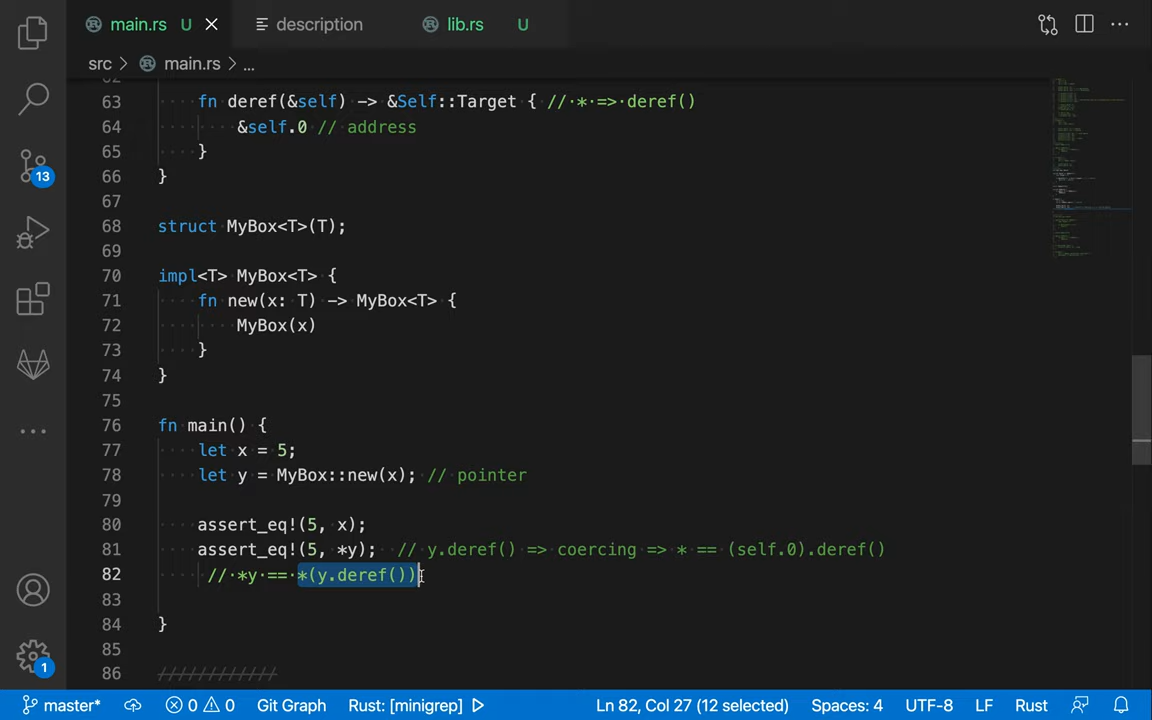 main.rs U description lib.rs U
src > main.rs > ...
62
63 fn deref(&self) -> &Self::Target { // * => deref()
64 &self.0 // address
65 }
66 }
67
68 struct MyBox<T>(T);
69
70 impl<T> MyBox<T> {
71 fn new(x: T) -> MyBox<T> {
72 MyBox(x)
73 }
74 }
75
76 fn main() {
77 let x = 5;
78 let y = MyBox::new(x); // pointer
79
80 assert_eq!(5, x);
81 assert_eq!(5, *y); // y.deref() => coercing => * == (self.0).deref()
82 // *y == *(y.deref())
83
84 }
85
86 ////////////
13
1
master* 0 0 Git Graph Rust: [minigrep] Ln 82, Col 27 (12 selected) Spaces: 4 UTF-8 LF Rust